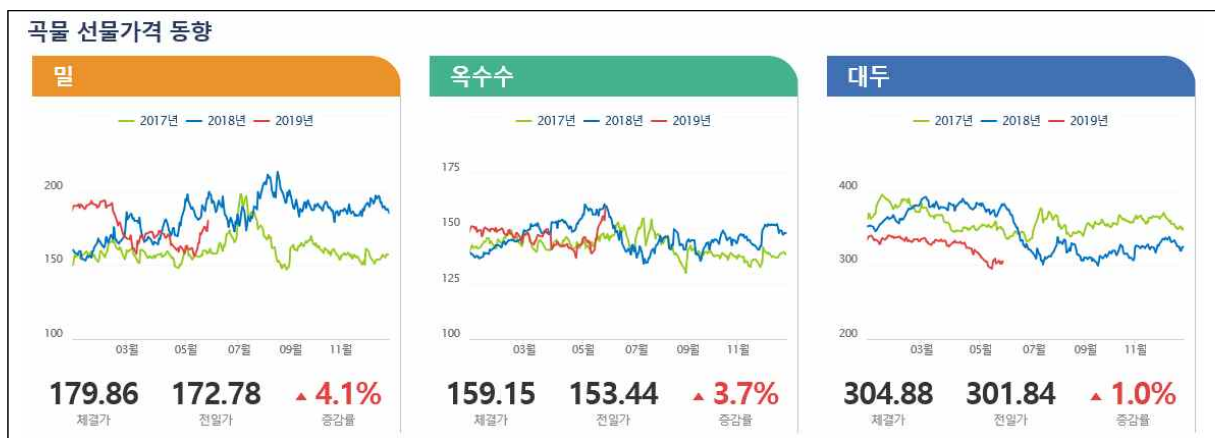 곡물 선물가격 동향
밀
2017년 2018년 2019년
200
150
100
03월 05월 07월 09월 11월
179.86 172.78 ▲ 4.1%
체결가 전일가 증감률
옥수수
2017년 2018년 2019년
175
150
125
100
03월 05월 07월 09월 11월
159.15 153.44 ▲ 3.7%
체결가 전일가 증감률
대두
2017년 2018년 2019년
400
300
200
03월 05월 07월 09월 11월
304.88 301.84 ▲ 1.0%
체결가 전일가 증감률